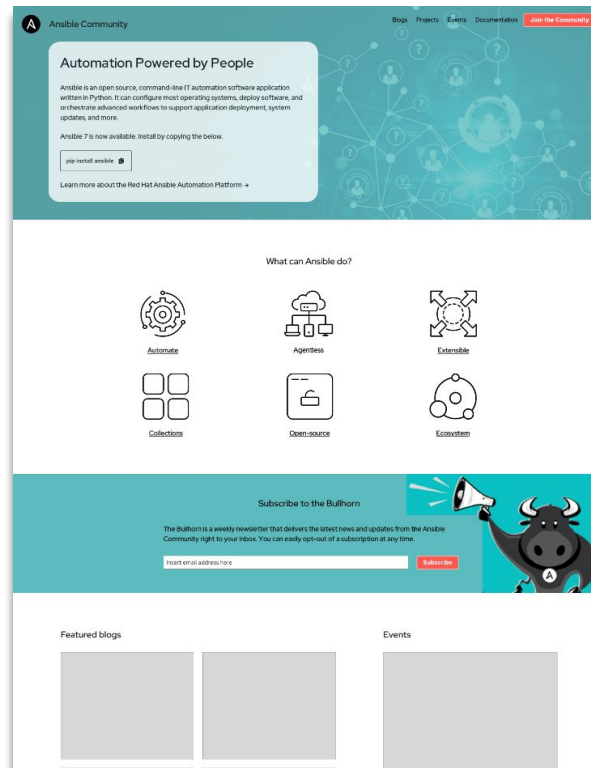 Ansible Community
Blogs Projects Events Documentation Join the Community
Automation Powered by People
Ansible is an open source, command-line IT automation software application
written in Python. It can configure most operating systems, deploy software, and
orchestrate advanced workflows to support application deployment, system
updates, and more.
Ansible 7 is now available. Install by copying the below.
pip install ansible
Learn more about the Red Hat Ansible Automation Platform →
What can Ansible do?
Automate
Agentless
Extensible
Collections
Open-source
Ecosystem
Subscribe to the Bullhorn
The Bullhorn is a weekly newsletter that delivers the latest news and updates from the Ansible
Community right to your inbox. You can easily opt-out of a subscription at any time.
Insert email address here
Subscribe
Featured blogs
Events